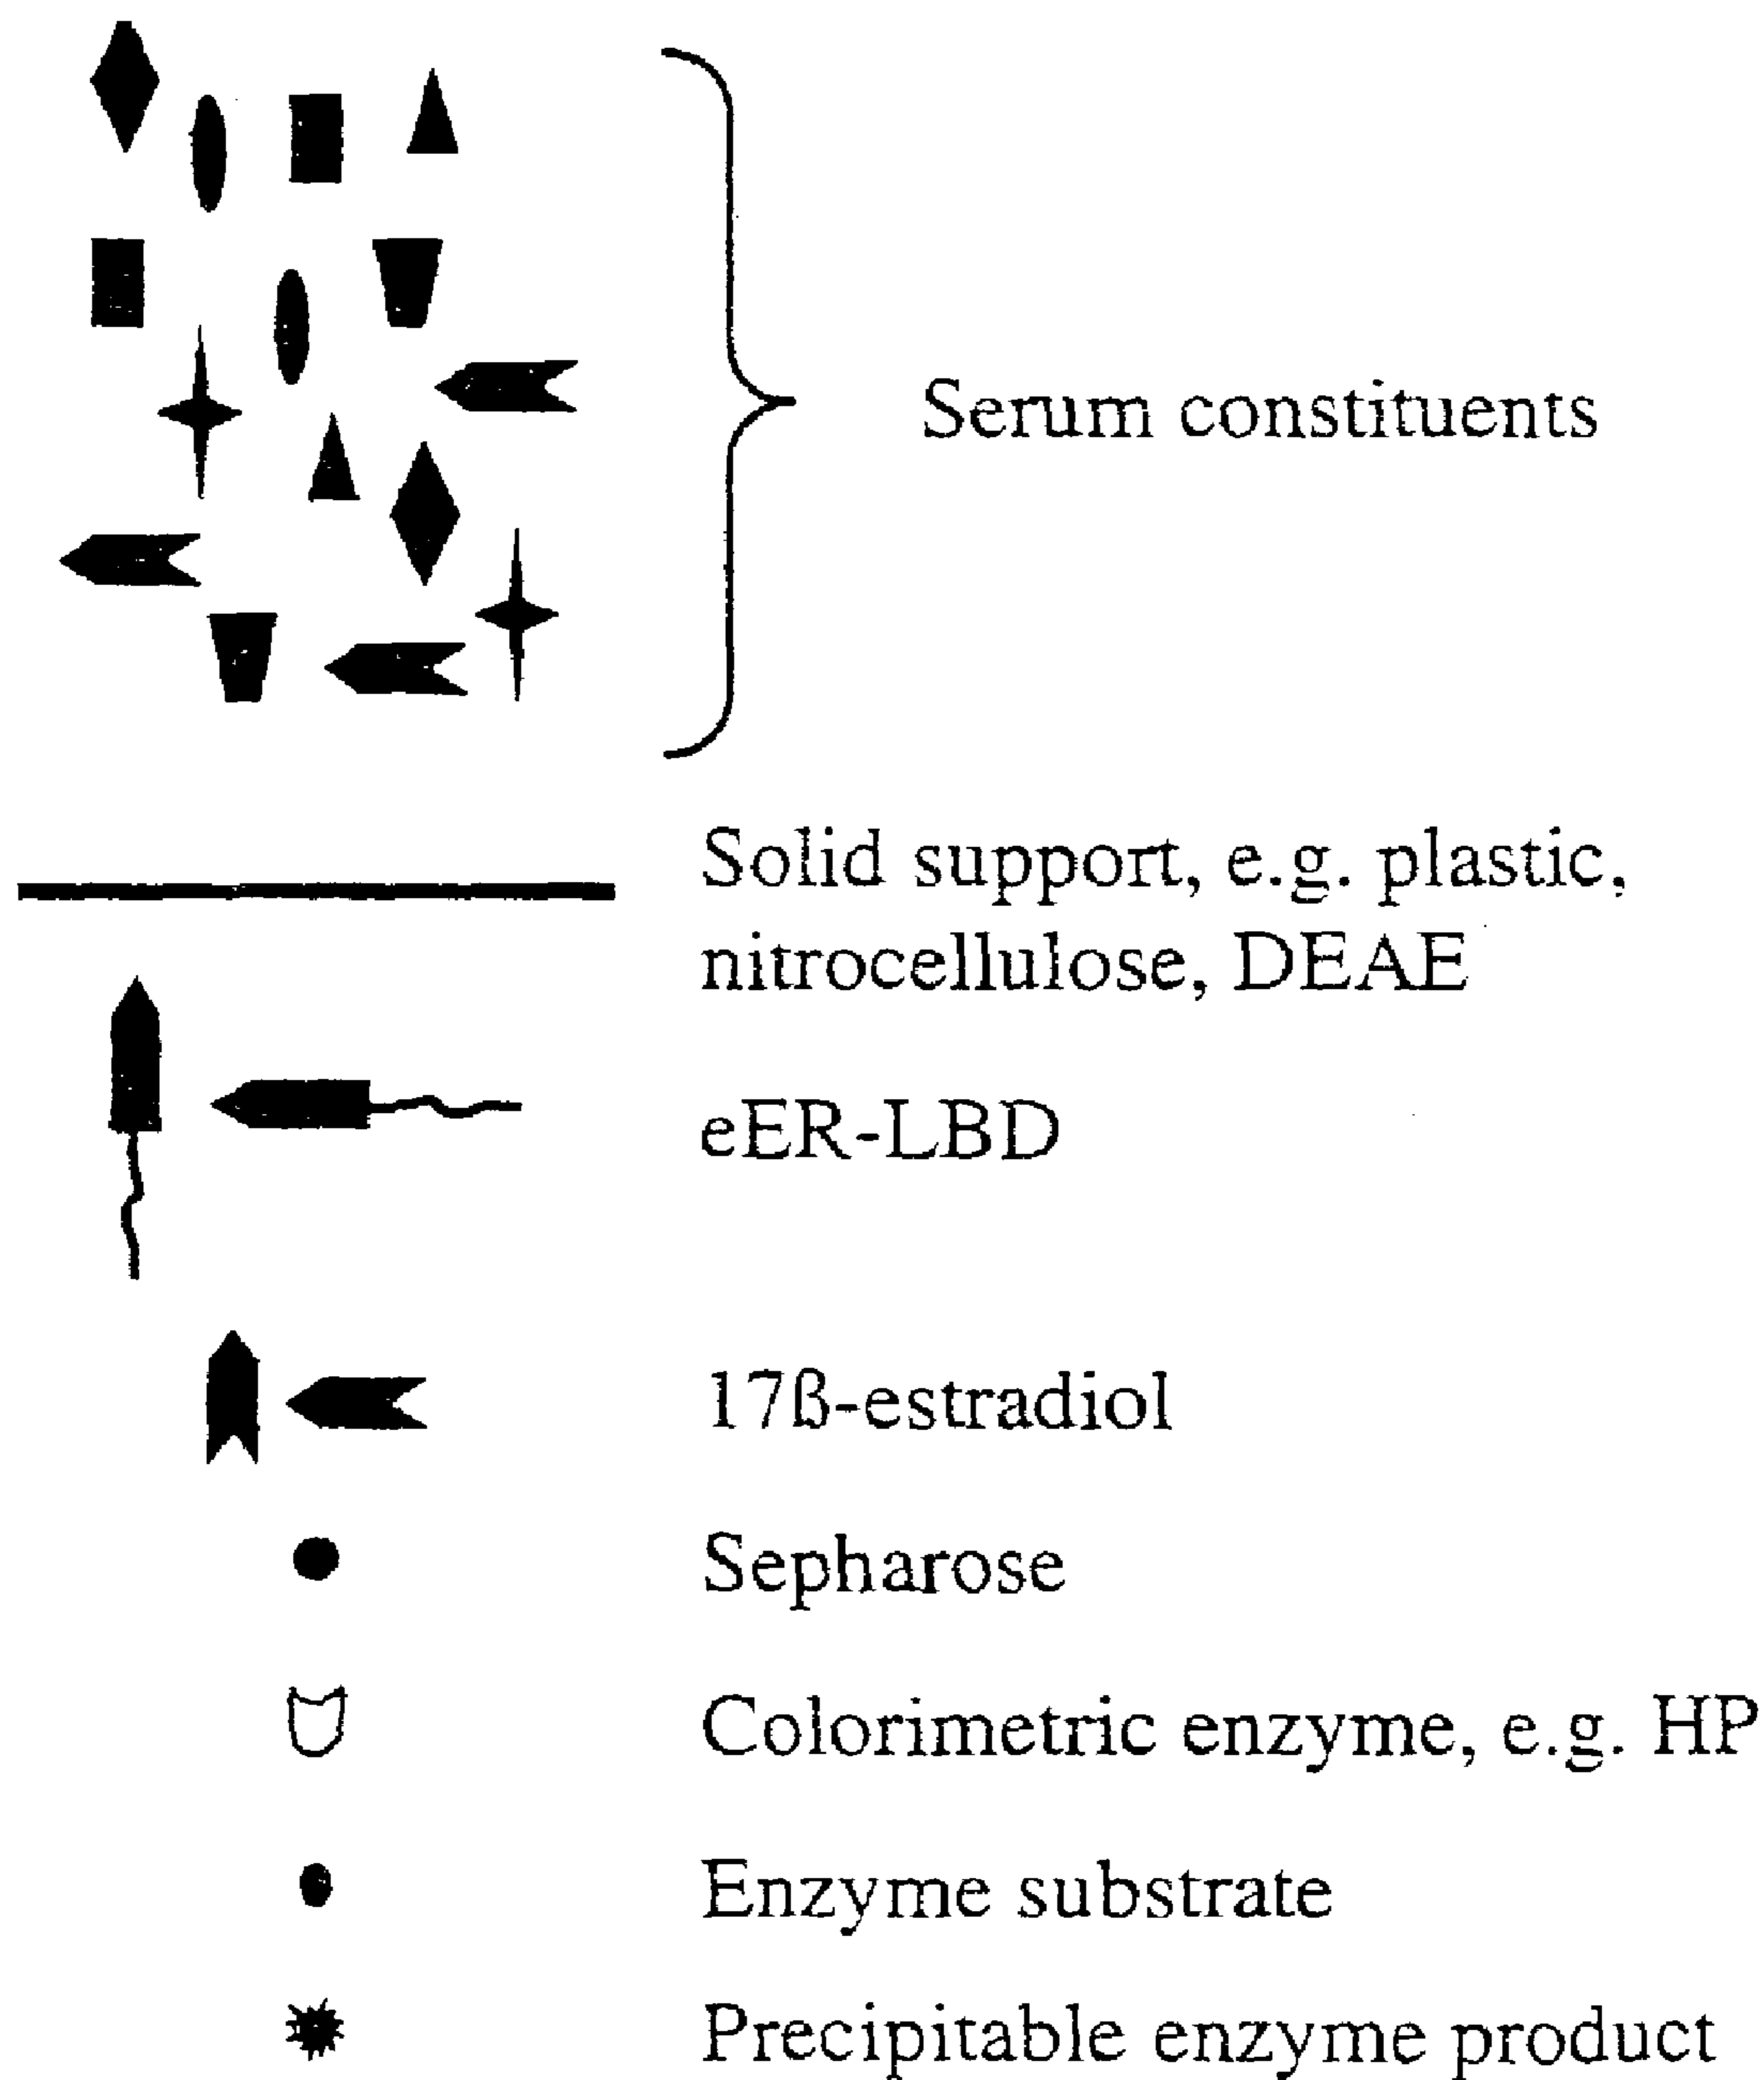 Serum constituents
Solid support, e.g. plastic,
nitrocellulose, DEAE
eER-LBD
17ß-estradiol
Sepharose
Colorimetric enzyme, e.g. HP
Enzyme substrate
Precipitable enzyme product